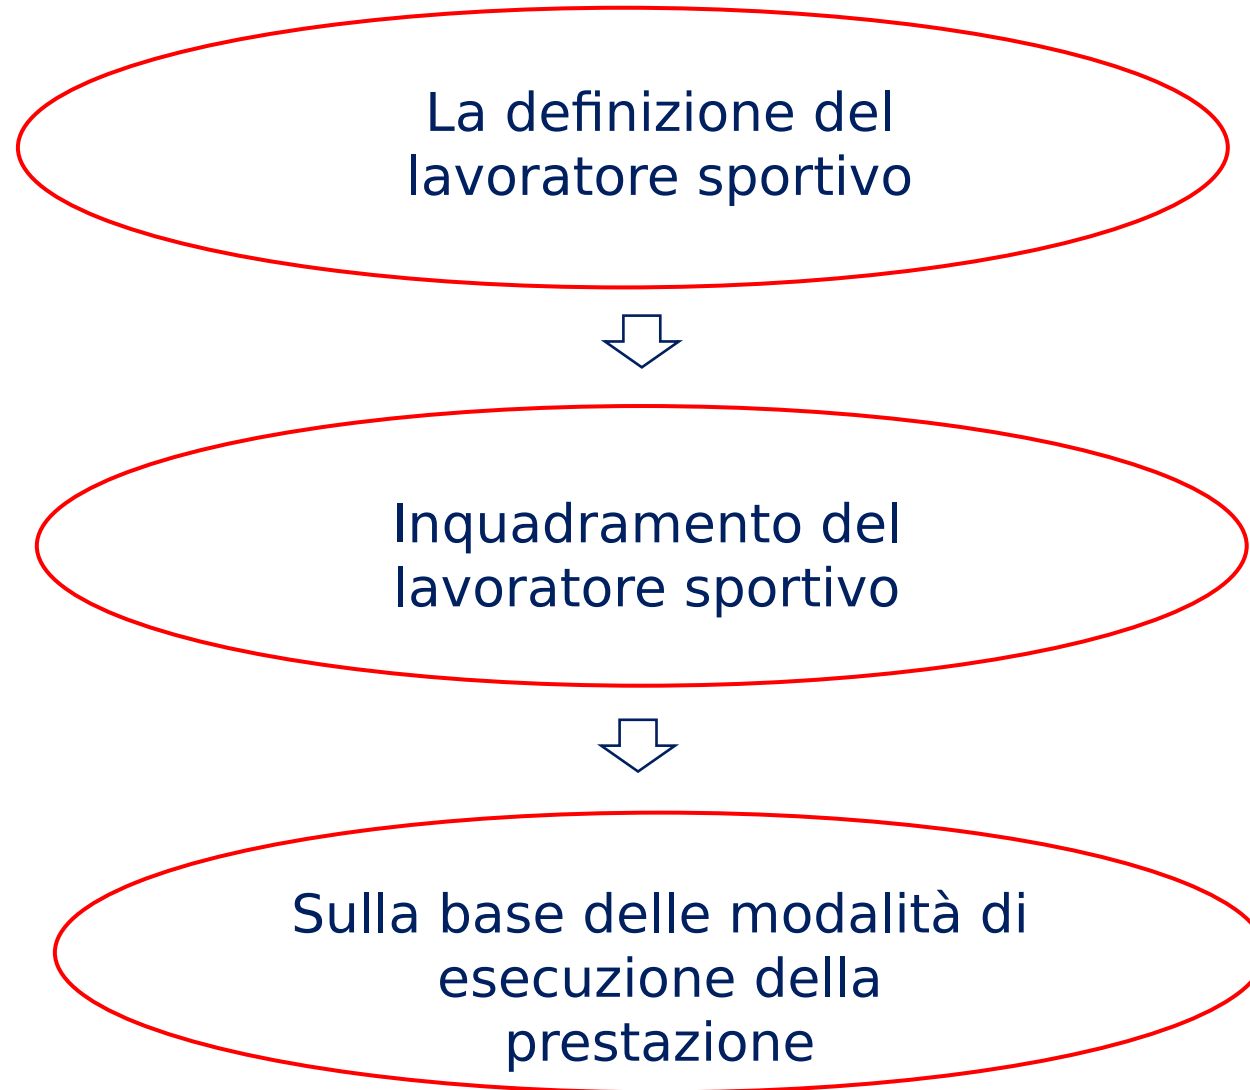 La definizione del
lavoratore sportivo
Inquadramento del
lavoratore sportivo
Sulla base delle modalità di
esecuzione della
prestazione